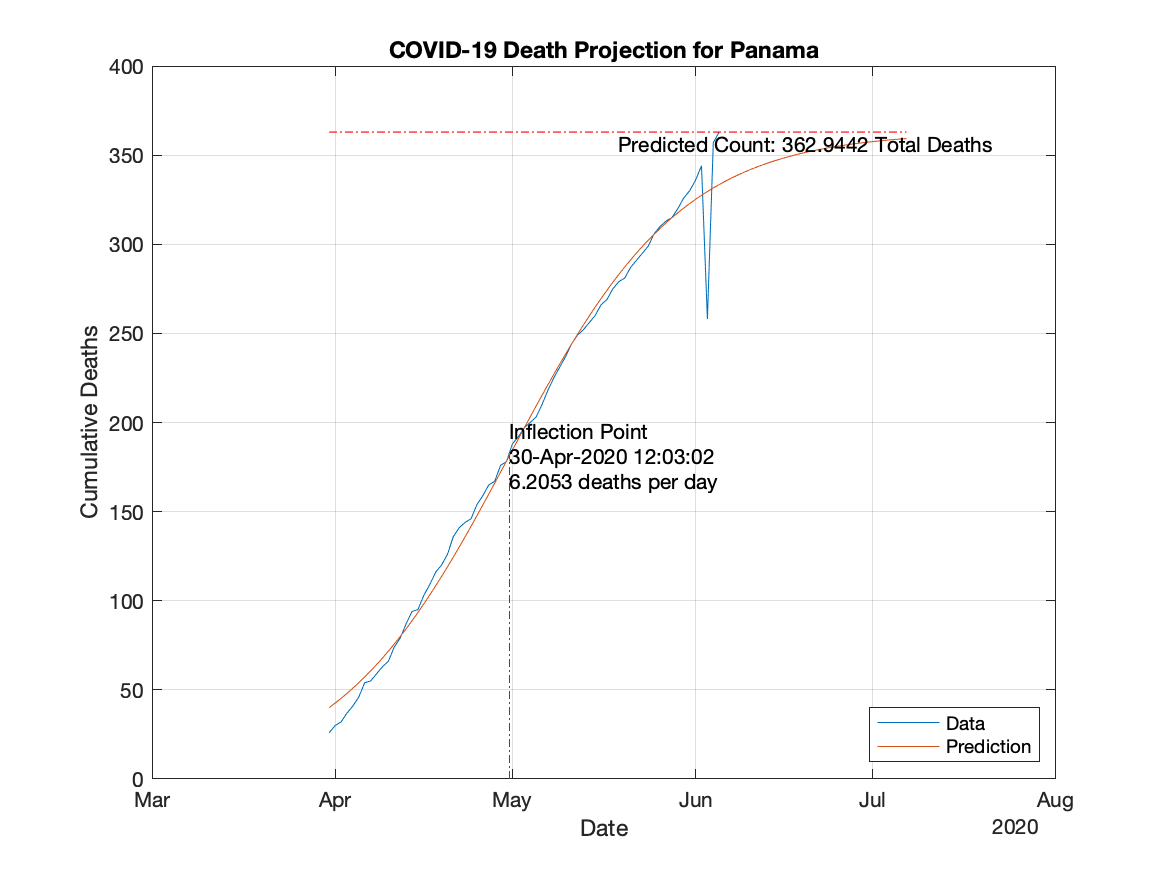 COVID-19 Death Projection for Panama
400
350
300
250
200
150
100
50
0
Cumulative Deaths
Predicted Count: 362.9442 Total Deaths
Inflection Point
30-Apr-2020 12:03:02
6.2053 deaths per day
Data
Prediction
Mar Apr May Jun Jul Aug
Date
2020